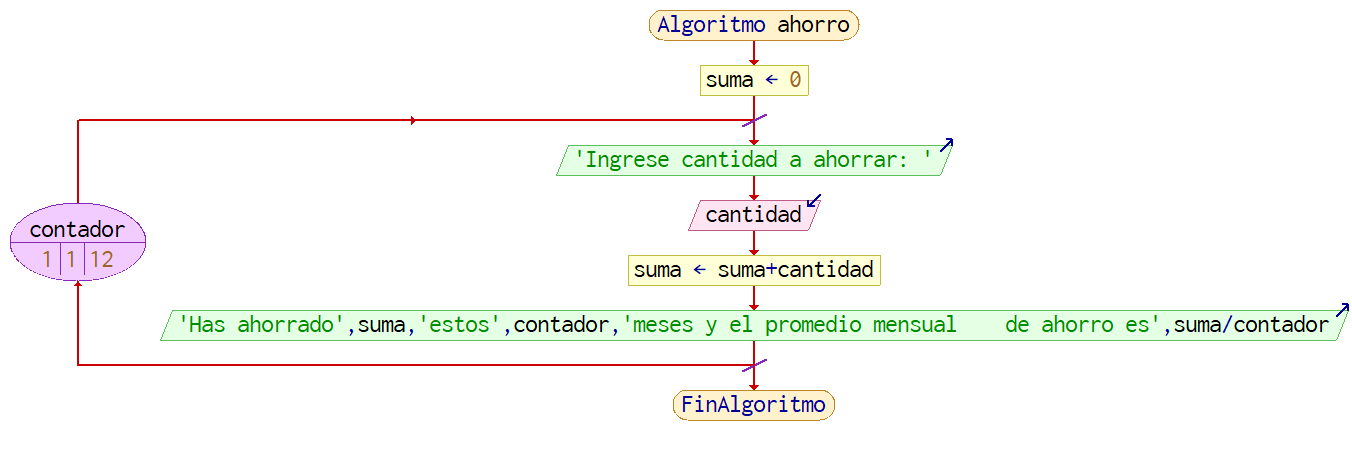 Algoritmo ahorro
suma ← 0
'Ingrese cantidad a ahorrar: '
cantidad
contador
1 1 12
suma ← suma+cantidad
'Has ahorrado',suma,'estos',contador,'meses y el promedio mensual    de ahorro es',suma/contador
FinAlgoritmo